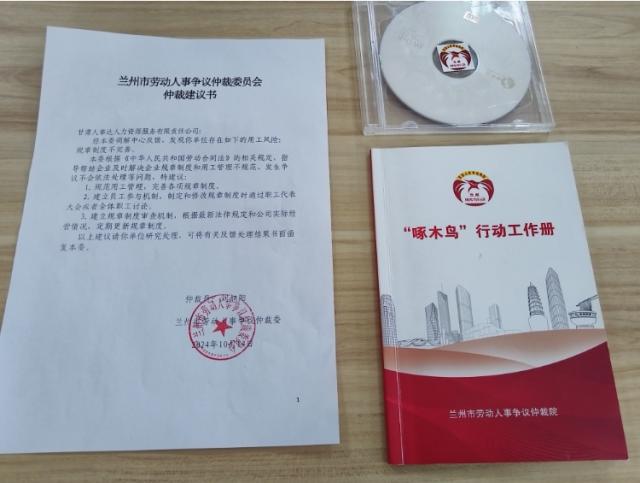 兰州市劳动人事争议仲裁委员会
仲裁建议书
甘肃人事达人力资源服务有限责任公司：
经本委调解中心反馈，发现你单位存在如下的用工风险：
规章制度不完善。
本委根据《中华人民共和国劳动合同法》的相关规定，指
导帮助企业及时解决企业规章制度和用工管理不规范、发生争
议不会依法处理等问题，特建议：
1、规范用工管理，完善各项规章制度。
2、建立员工参与机制，制定和修改规章制度时通过职工代表
大会或者全体职工讨论。
3、建立规章制度审查机制，根据最新法律规定和公司实际经
营情况，定期更新规章制度。
以上建议请你单位研究处理，可将有关反馈处理结果书面函
复本委。
仲裁员
兰州市劳动人事争议仲裁委
2024年10月
1
“啄木鸟”行动工作册
兰州市劳动人事争议仲裁院